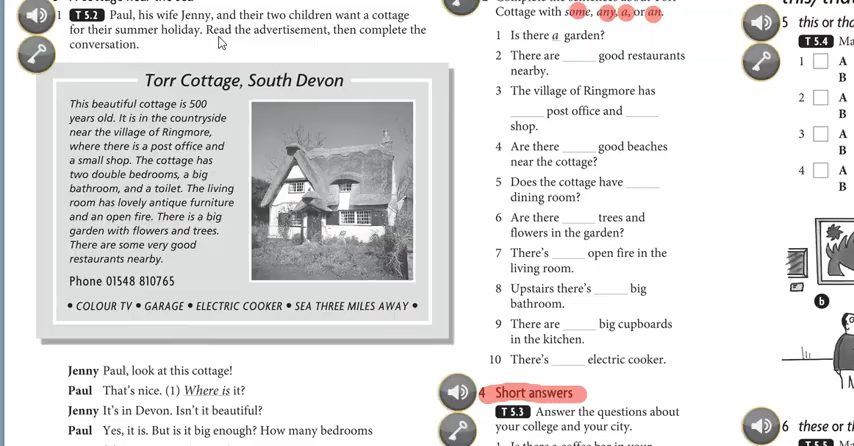 1 T 5.2 Paul, his wife Jenny, and their two children want a cottage
for their summer holiday. Read the advertisement, then complete the
conversation.
Torr Cottage, South Devon
This beautiful cottage is 500
years old. It is in the countryside
near the village of Ringmore,
where there is a post office and
a small shop. The cottage has
two double bedrooms, a big
bathroom, and a toilet. The living
room has lovely antique furniture
and an open fire. There is a big
garden with flowers and trees.
There are some very good
restaurants nearby.
Phone 01548 810765
• COLOUR TV • GARAGE • ELECTRIC COOKER • SEA THREE MILES AWAY •
Jenny Paul, look at this cottage!
Paul That's nice. (1) Where is it?
Jenny It's in Devon. Isn't it beautiful?
Paul Yes, it is. But is it big enough? How many bedrooms
Cottage with some, any, a, or an.
1 Is there a garden?
2 There are ______ good restaurants
nearby.
3 The village of Ringmore has
______ post office and ______
shop.
4 Are there ______ good beaches
near the cottage?
5 Does the cottage have ______
dining room?
6 Are there ______ trees and
flowers in the garden?
7 There's ______ open fire in the
living room.
8 Upstairs there's ______ big
bathroom.
9 There are ______ big cupboards
in the kitchen.
10 There's ______ electric cooker.
4 Short answers
T 5.3 Answer the questions about
your college and your city.
5 this or
T 5.4
1 A
B
2 A
B
3 A
B
4 A
B
b
6 these or
T 5.5